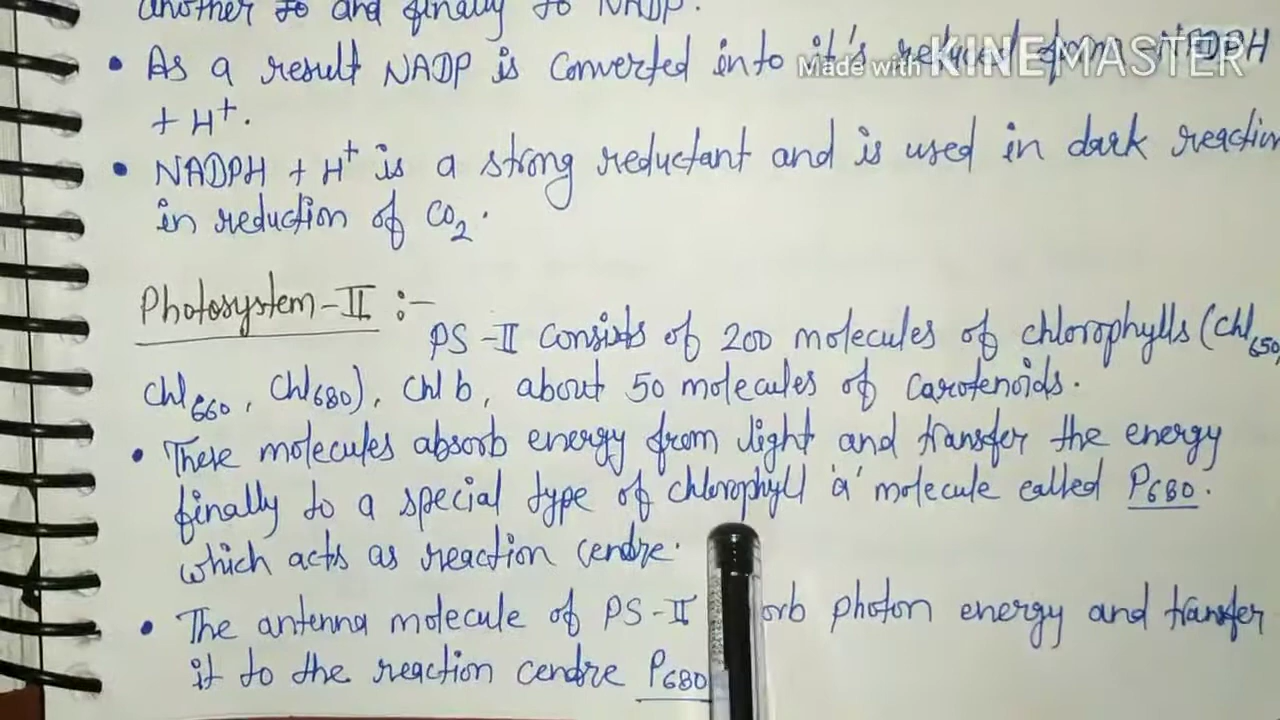 another to and finally to NADP.
• As a result NADP is converted into it's reduced from NADPH
Made with KINEMASTER
+ H⁺.
• NADPH + H⁺ is a strong reductant and is used in dark reaction
in reduction of CO₂.
Photosystem-II :-
PS-II consists of 200 molecules of chlorophylls (Chl₆₅₀,
Chl₆₆₀, Chl₆₈₀), Chl b, about 50 molecules of carotenoids.
• These molecules absorb energy from light and transfer the energy
finally to a special type of chlorophyll 'a' molecule called P₆₈₀.
which acts as reaction centre.
• The antenna molecule of PS-II orb photon energy and transfer
it to the reaction centre P₆₈₀